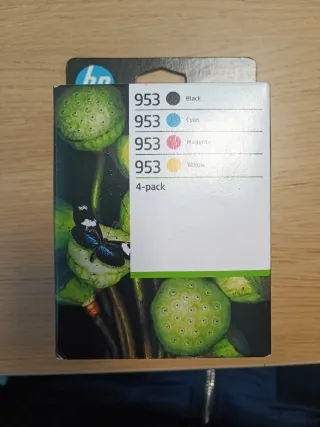 hp
953 Black
953 Cyan
953 Magenta
953 Yellow
4-pack